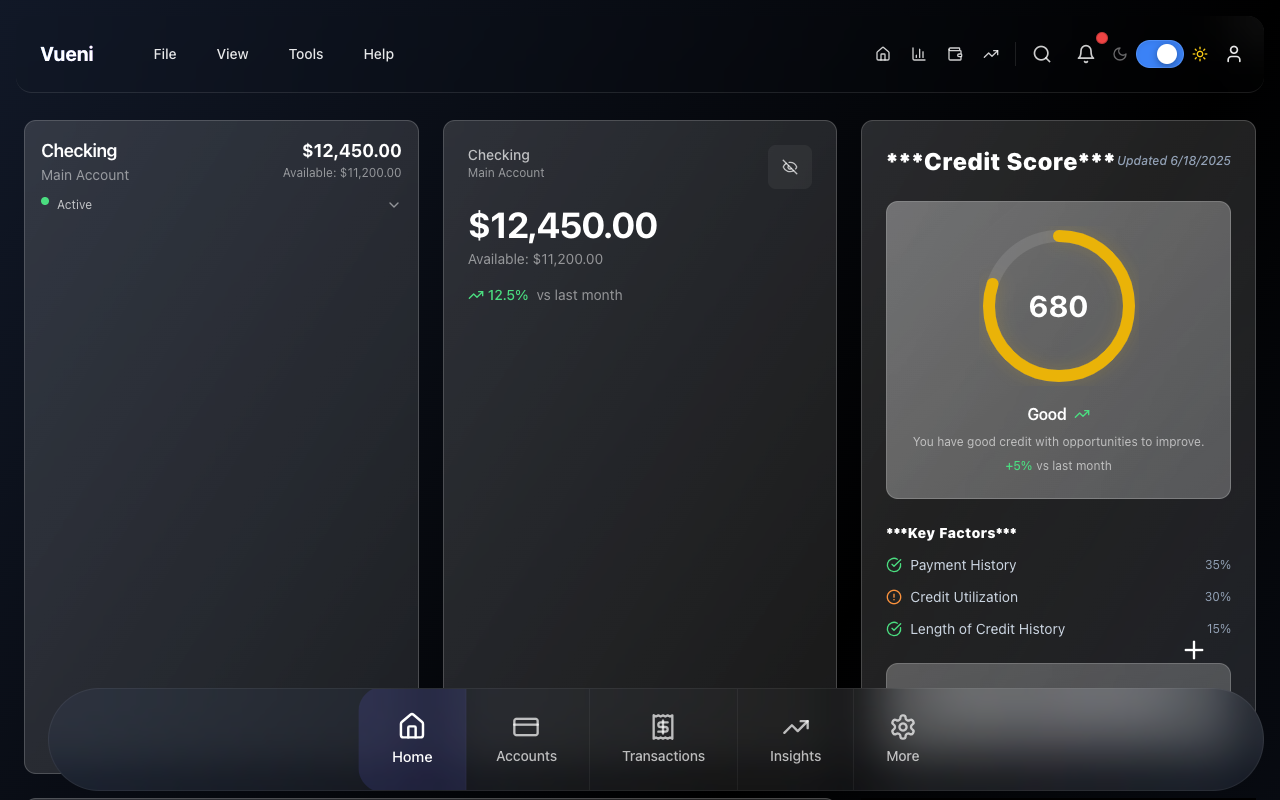 Vueni File View Tools Help
Checking $12,450.00
Main Account Available: $11,200.00
Active
Checking
Main Account
$12,450.00
Available: $11,200.00
12.5% vs last month
***Credit Score*** Updated 6/18/2025
680
Good
You have good credit with opportunities to improve.
+5% vs last month
***Key Factors***
Payment History 35%
Credit Utilization 30%
Length of Credit History 15%
Home Accounts Transactions Insights More